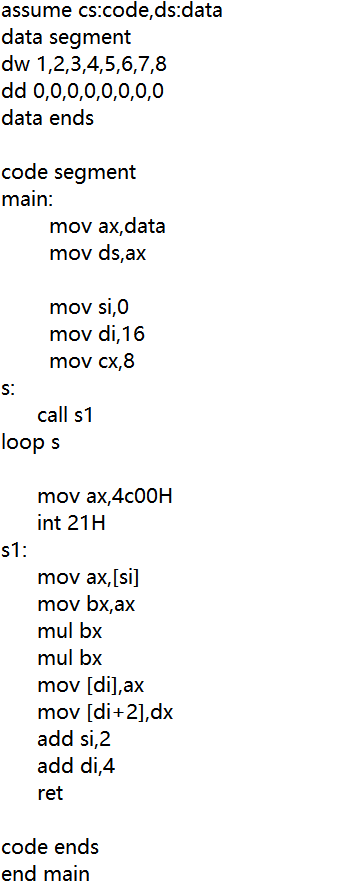 assume cs:code,ds:data
data segment
dw 1,2,3,4,5,6,7,8
dd 0,0,0,0,0,0,0,0
data ends
code segment
main:
mov ax,data
mov ds,ax
mov si,0
mov di,16
mov cx,8
s:
call s1
loop s
mov ax,4c00H
int 21H
s1:
mov ax,[si]
mov bx,ax
mul bx
mul bx
mov [di],ax
mov [di+2],dx
add si,2
add di,4
ret
code ends
end main